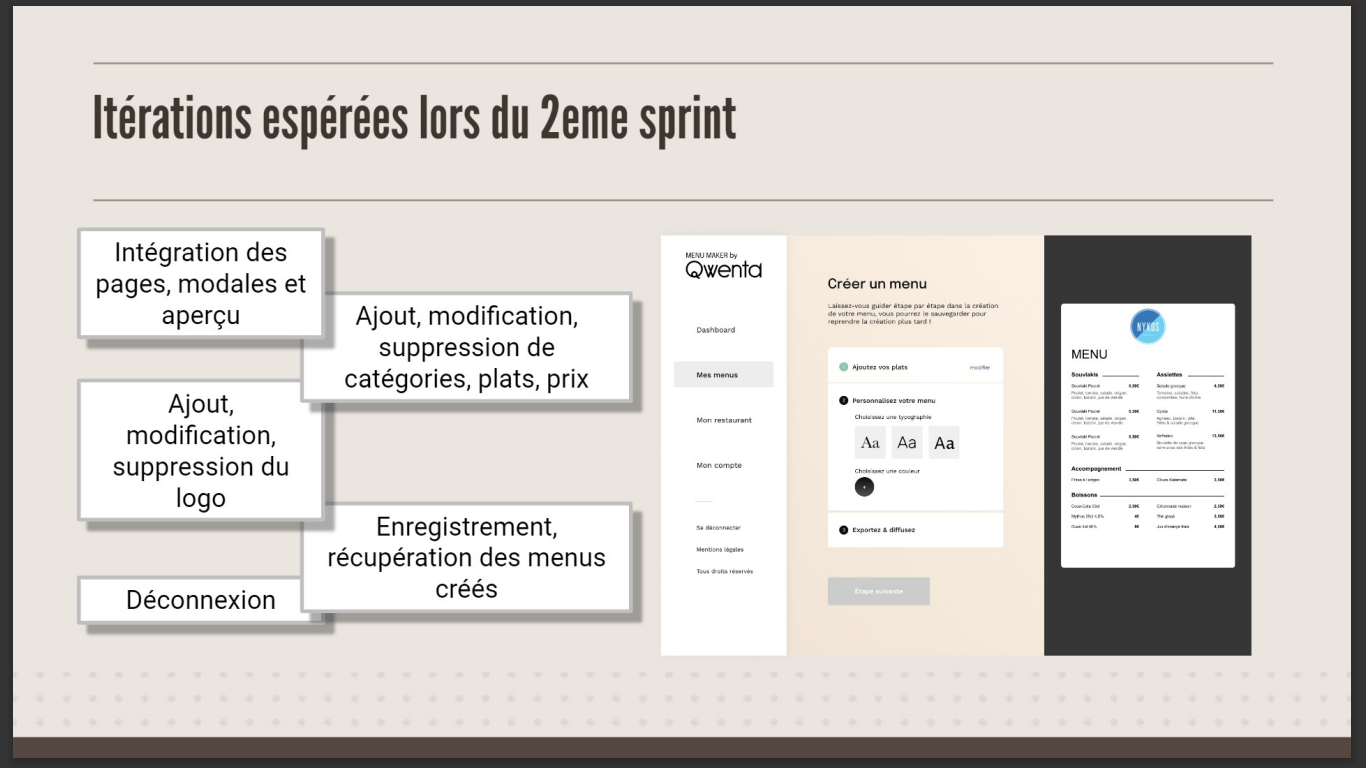 Itérations espérées lors du 2eme sprint
Intégration des
pages, modales et
aperçu
Ajout, modification,
suppression de
catégories, plats, prix
Ajout,
modification,
suppression du
logo
Enregistrement,
récupération des menus
créés
Déconnexion
MENU MAKER by
Qwenta
Dashboard
Mes menus
Mon restaurant
Mon compte
Se déconnecter
Mentions légales
Tous droits réservés
Créer un menu
Laissez-vous guider étape par étape dans la création
de votre menu, vous pourrez le sauvegarder pour
reprendre la création plus tard !
Ajoutez vos plats
modifier
2 Personnalisez votre menu
Choisissez une typographie
Aa Aa Aa
Choisissez une couleur
+
3 Exportez & diffusez
Étape suivante
NYKOS
MENU
Souvlakis
Assiettes
Accompagnement
Boissons